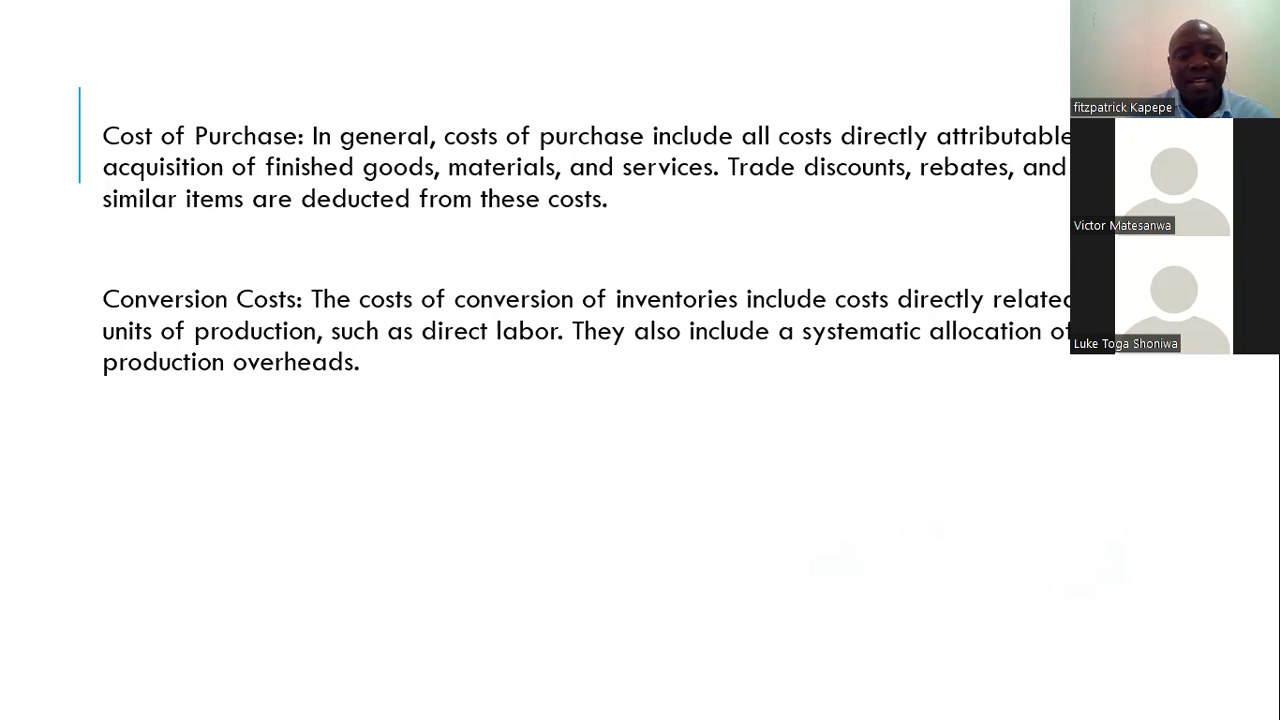 Cost of Purchase: In general, costs of purchase include all costs directly attributable
acquisition of finished goods, materials, and services. Trade discounts, rebates, and
similar items are deducted from these costs.
Conversion Costs: The costs of conversion of inventories include costs directly related
units of production, such as direct labor. They also include a systematic allocation of
production overheads.
fitzpatrick Kapepe
Victor Matesanwa
Luke Toga Shoniwa